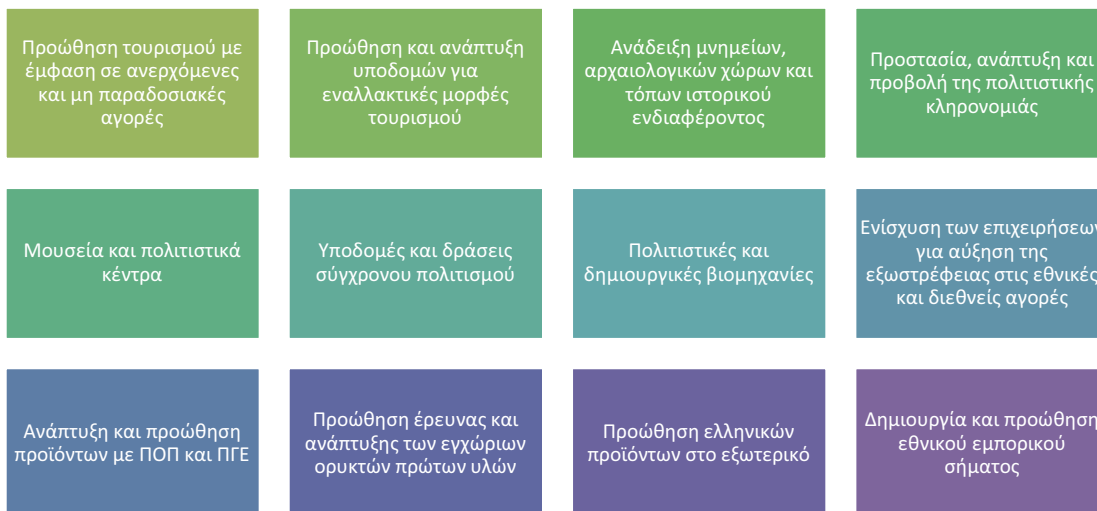 Προώθηση τουρισμού με
έμφαση σε ανερχόμενες
και μη παραδοσιακές
αγορές
Προώθηση και ανάπτυξη
υποδομών για
εναλλακτικές μορφές
τουρισμού
Ανάδειξη μνημείων,
αρχαιολογικών χώρων και
τόπων ιστορικού
ενδιαφέροντος
Προστασία, ανάπτυξη και
προβολή της πολιτιστικής
κληρονομιάς
Μουσεία και πολιτιστικά
κέντρα
Υποδομές και δράσεις
σύγχρονου πολιτισμού
Πολιτιστικές και
δημιουργικές βιομηχανίες
Ενίσχυση των επιχειρήσεων
για αύξηση της
εξωστρέφειας στις εθνικές
και διεθνείς αγορές
Ανάπτυξη και προώθηση
προϊόντων με ΠΟΠ και ΠΓΕ
Προώθηση έρευνας και
ανάπτυξης των εγχώριων
ορυκτών πρώτων υλών
Προώθηση ελληνικών
προϊόντων στο εξωτερικό
Δημιουργία και προώθηση
εθνικού εμπορικού
σήματος